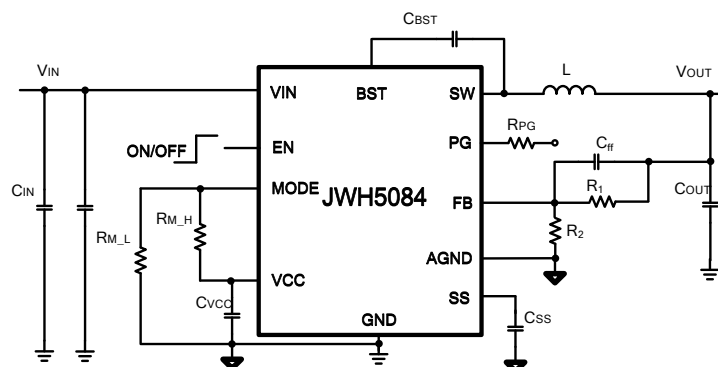 CBST
VIN
L
VOUT
VIN
BST
SW
RPG
PG
ON/OFF
EN
Cff
CIN
MODE
JWH5084
FB
R1
COUT
RM_H
RM_L
R2
AGND
VCC
CVCC
SS
GND
CSS